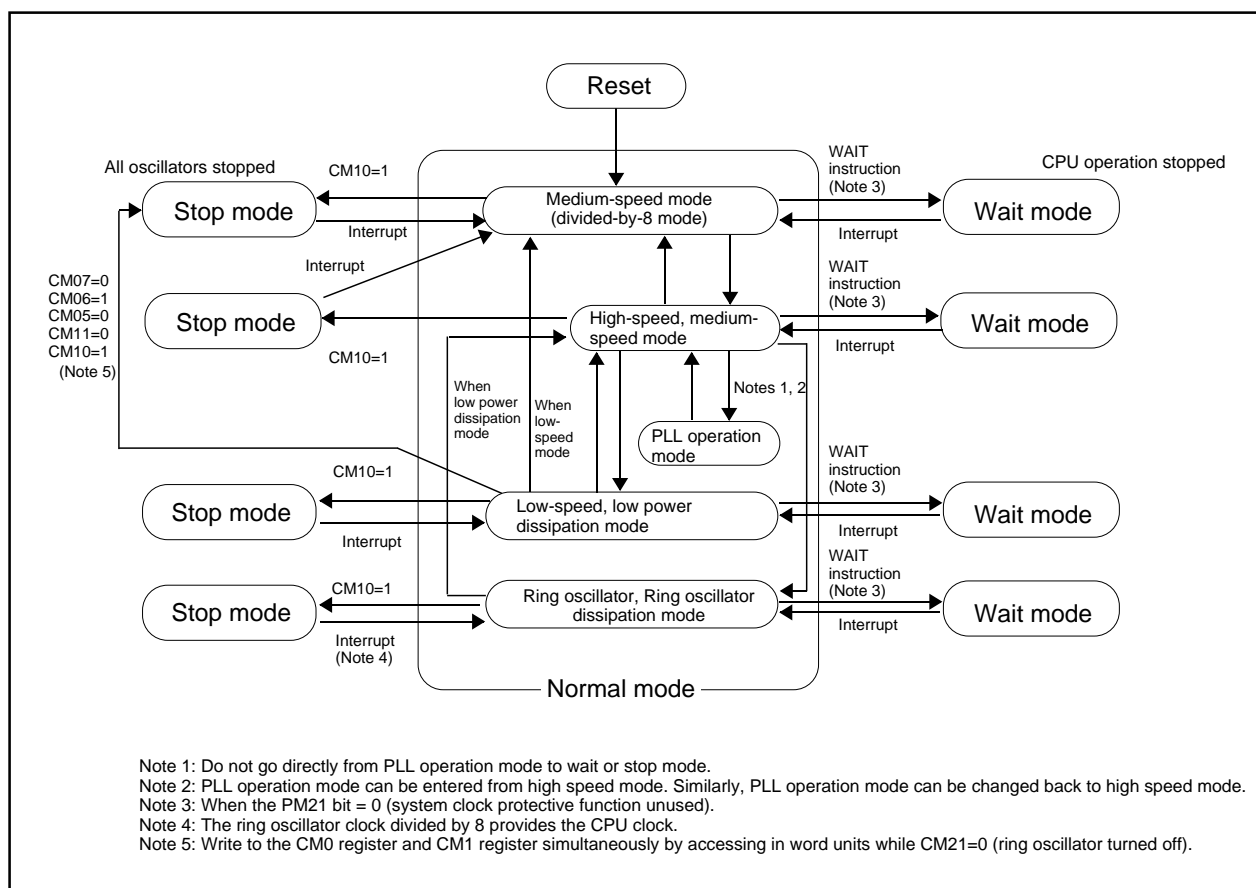 Reset
All oscillators stopped
CM10=1
WAIT
instruction
(Note 3)
CPU operation stopped
Stop mode
Medium-speed mode
(divided-by-8 mode)
Wait mode
Interrupt
Interrupt
Interrupt
CM07=0
CM06=1
CM05=0
CM11=0
CM10=1
(Note 5)
WAIT
instruction
(Note 3)
Stop mode
High-speed, medium-
speed mode
Wait mode
CM10=1
Interrupt
When
low power
dissipation
mode
When
low-
speed
mode
Notes 1, 2
PLL operation
mode
CM10=1
WAIT
instruction
(Note 3)
Stop mode
Low-speed, low power
dissipation mode
Wait mode
Interrupt
Interrupt
CM10=1
WAIT
instruction
(Note 3)
Stop mode
Ring oscillator, Ring oscillator
dissipation mode
Wait mode
Interrupt
(Note 4)
Interrupt
Normal mode
Note 1: Do not go directly from PLL operation mode to wait or stop mode.
Note 2: PLL operation mode can be entered from high speed mode. Similarly, PLL operation mode can be changed back to high speed mode.
Note 3: When the PM21 bit = 0 (system clock protective function unused).
Note 4: The ring oscillator clock divided by 8 provides the CPU clock.
Note 5: Write to the CM0 register and CM1 register simultaneously by accessing in word units while CM21=0 (ring oscillator turned off).